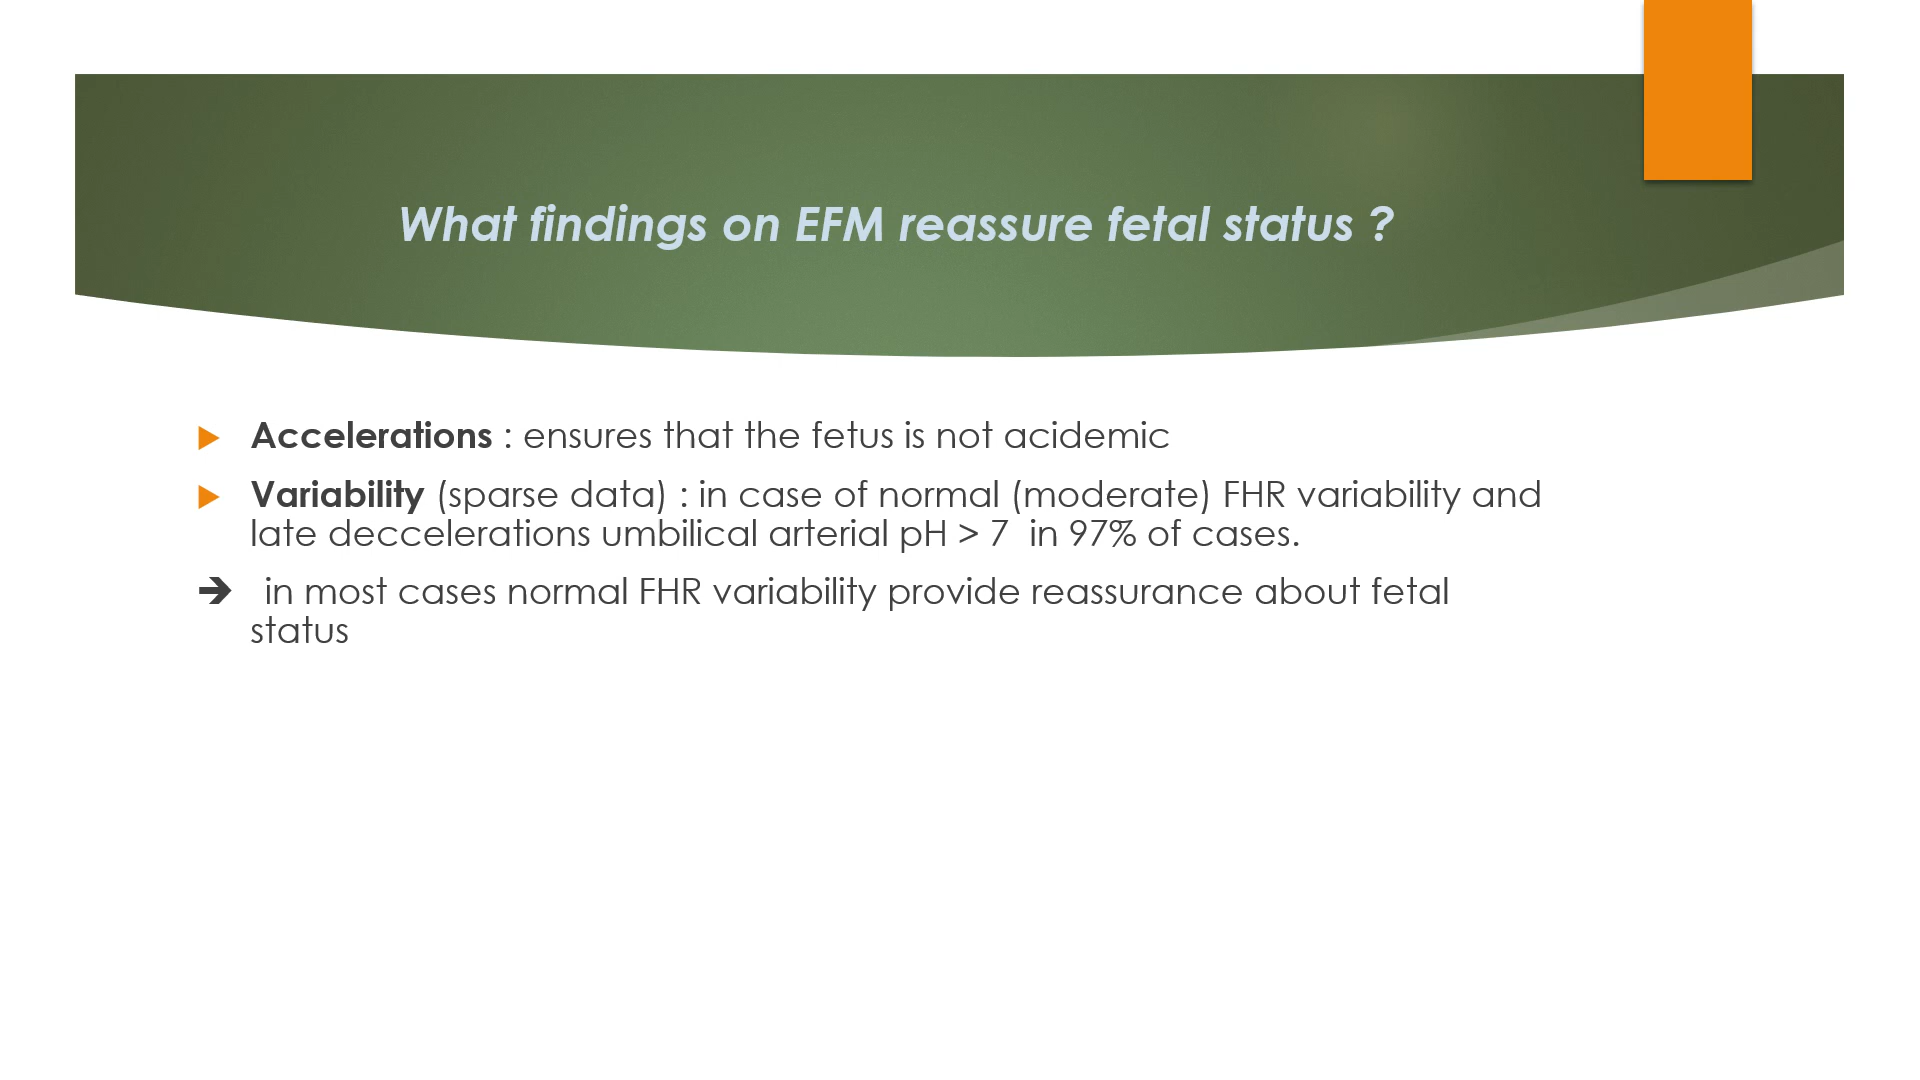 What findings on EFM reassure fetal status ?
Accelerations : ensures that the fetus is not acidemic
Variability (sparse data) : in case of normal (moderate) FHR variability and
late deccelerations umbilical arterial pH > 7  in 97% of cases.
➔ in most cases normal FHR variability provide reassurance about fetal
status